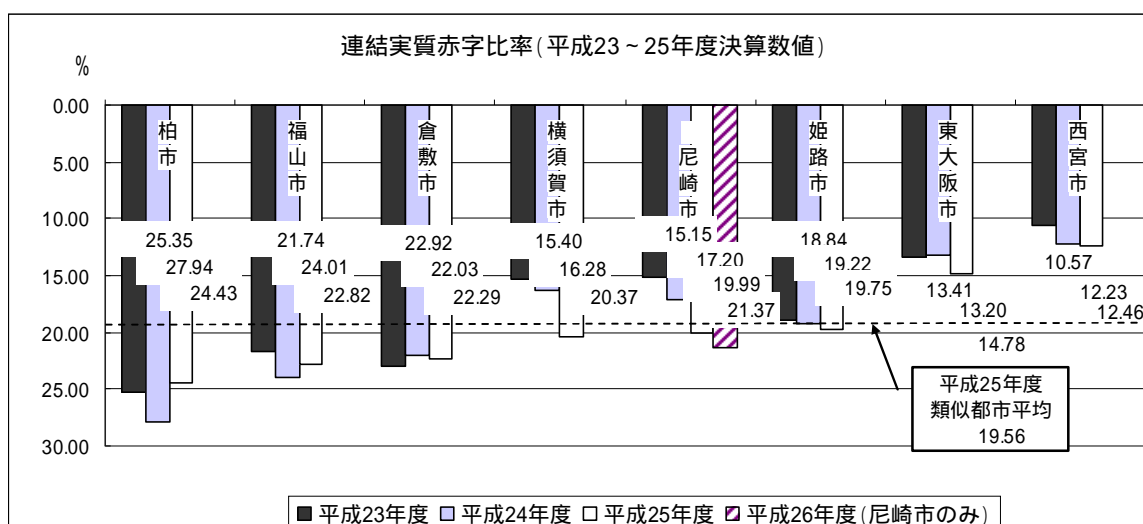 連結実質赤字比率(平成23～25年度決算数値)
%
0.00
5.00
10.00
15.00
20.00
25.00
30.00
柏市
福山市
倉敷市
横須賀市
尼崎市
姫路市
東大阪市
西宮市
25.35
27.94
24.43
21.74
24.01
22.82
22.92
22.03
22.29
15.40
16.28
20.37
15.15
17.20
19.99
21.37
18.84
19.22
19.75
13.41
13.20
14.78
10.57
12.23
12.46
平成25年度
類似都市平均
19.56
平成23年度 平成24年度 平成25年度 平成26年度(尼崎市のみ)